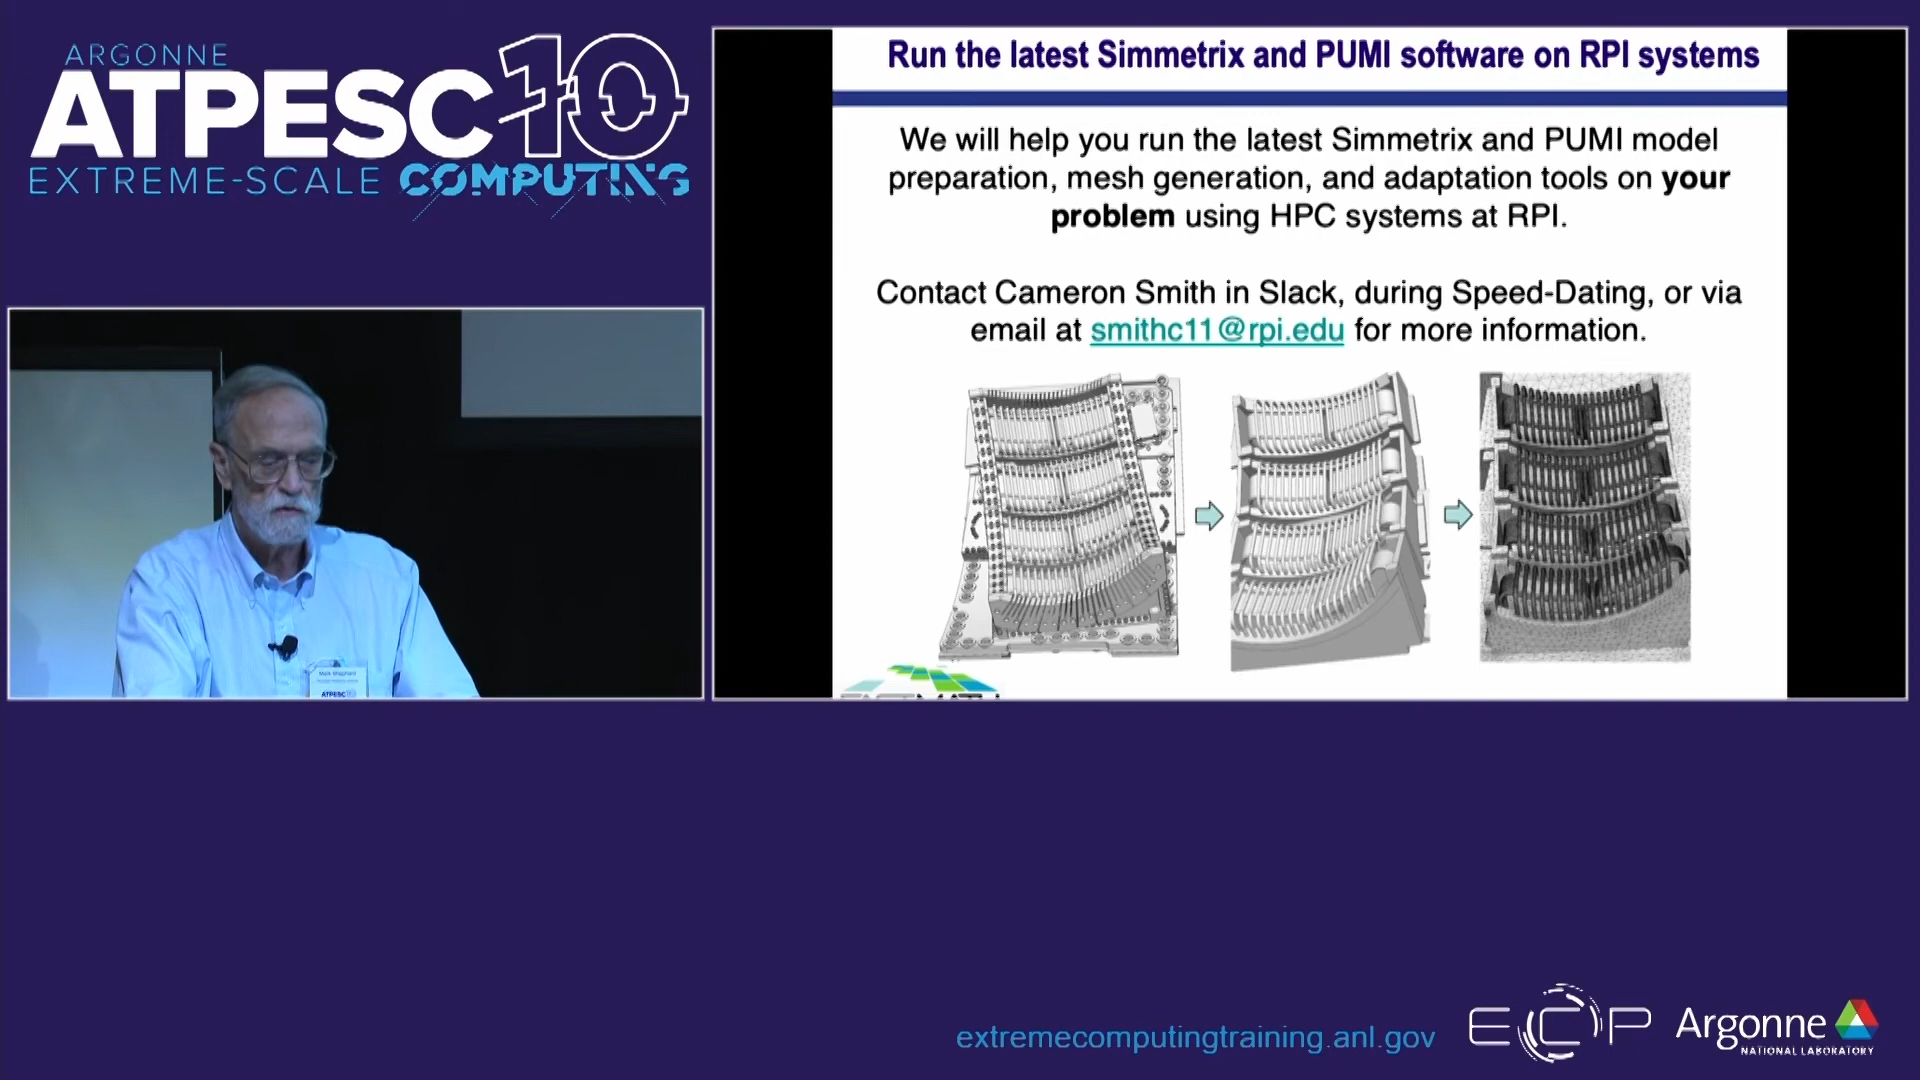 ARGONNE
ATPESC10
EXTREME-SCALE COMPUTING
Run the latest Simmetrix and PUMI software on RPI systems
We will help you run the latest Simmetrix and PUMI model
preparation, mesh generation, and adaptation tools on your
problem using HPC systems at RPI.
Contact Cameron Smith in Slack, during Speed-Dating, or via
email at smithc11@rpi.edu for more information.
ATPESC10
extremecomputingtraining.anl.gov
ECP
Argonne
NATIONAL LABORATORY